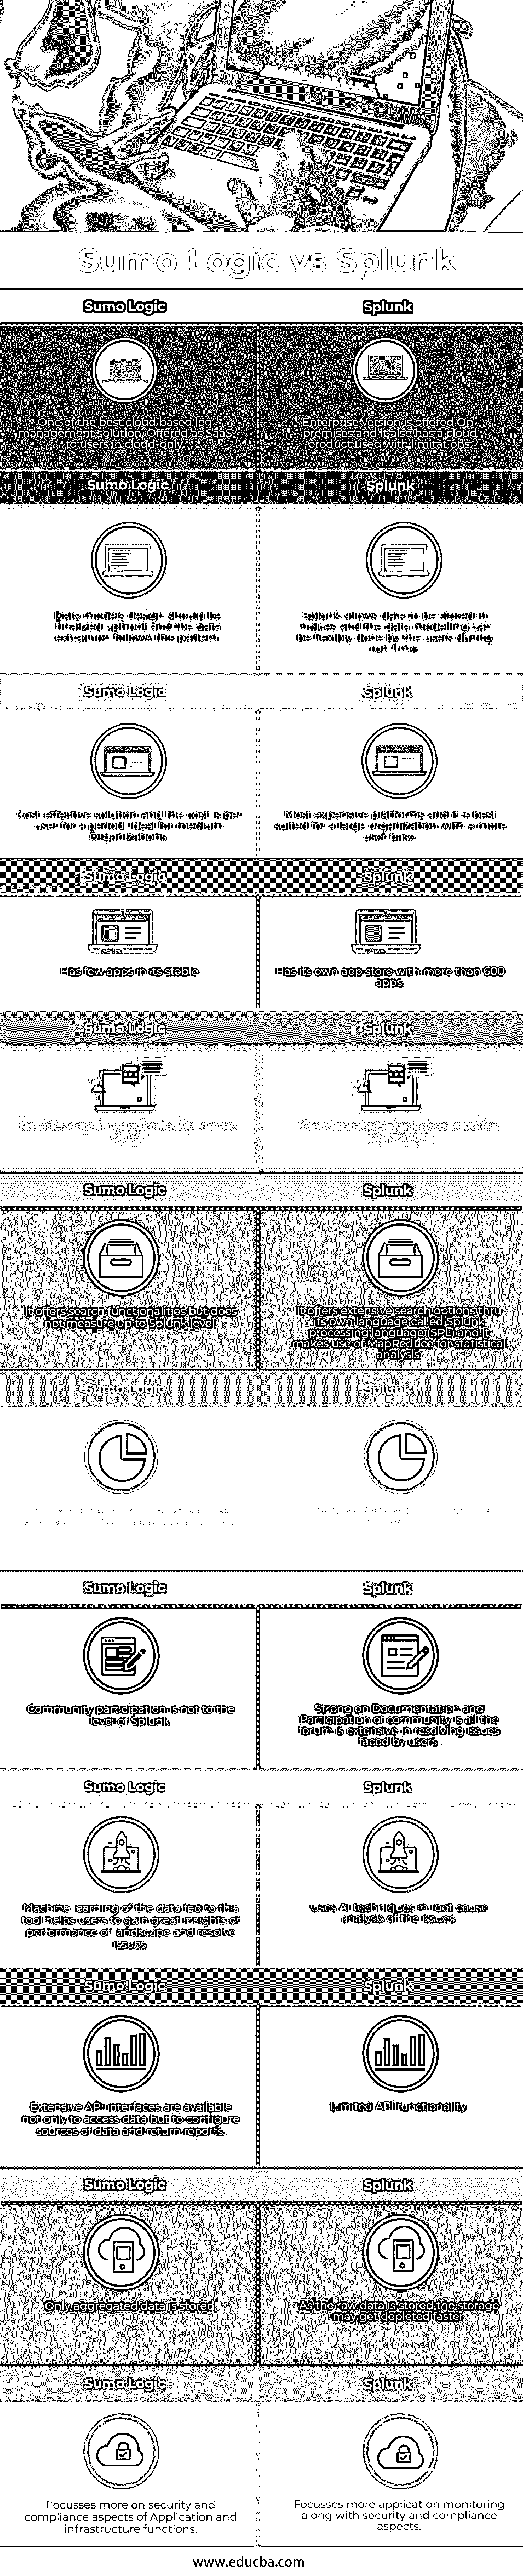 Sumo Logic vs Splunk
Sumo Logic
Splunk
One of the best cloud based log
management solution. Offered as SaaS
to users in cloud-only.
Enterprise version is offered On-
premises and it also has a cloud
product used with limitations.
Sumo Logic
Splunk
Data models design should be
finalized upfront and the data
extraction follows this pattern.
Splunk allows data to be stored in
indices and the data modelling can
be flexibly done by the users during
run-time.
Sumo Logic
Splunk
Cost effective solution and the cost is per
user for a period. Ideal for medium
Organizations
Most expensive platforms and it is best
suited for a large organization with a more
user base.
Sumo Logic
Splunk
Has few apps in its stable
Has its own app store with more than 600
apps
Sumo Logic
Splunk
Provides apps integration facility on the
cloud
Cloud version Splunk does not offer
integration
Sumo Logic
Splunk
It offers search functionalities but does
not measure up to Splunk level
It offers extensive search options thru
its own language called Splunk
processing language (SPL) and it
makes use of MapReduce for statistical
analysis.
Sumo Logic
Splunk
Sumo Logic
Splunk
Community participation is not to the
level of Splunk
Strong on Documentation and
Participation of community is all the
forum is extensive in resolving issues
faced by users
Sumo Logic
Splunk
Machine learning of the data fed to this
tool helps users to gain great insights of
performance of landscape and resolve
issues
Uses AI techniques in root cause
analysis of the issues
Sumo Logic
Splunk
Extensive API interfaces are available
not only to access data but to configure
sources of data and return reports.
Limited API functionality
Sumo Logic
Splunk
Only aggregated data is stored.
As the raw data is stored, the storage
may get depleted faster.
Sumo Logic
Splunk
Focusses more on security and
compliance aspects of Application and
infrastructure functions.
Focusses more application monitoring
along with security and compliance
aspects.
www.educba.com